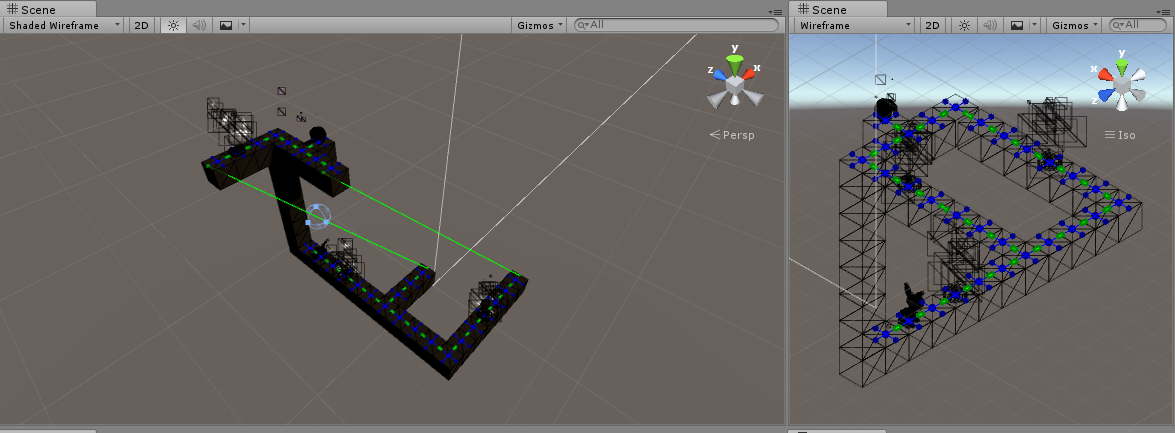 Scene
Shaded Wireframe
2D
Gizmos
All
y
z
x
Persp
Scene
Wireframe
2D
Gizmos
All
y
x
z
Iso